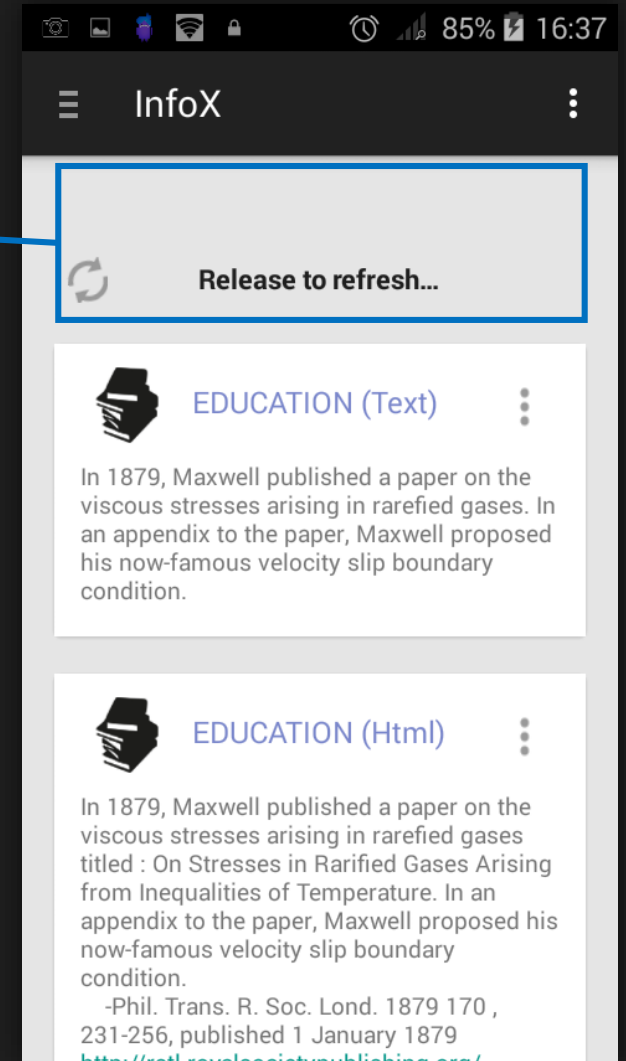 85% 16:37
InfoX
Release to refresh...
EDUCATION (Text)
In 1879, Maxwell published a paper on the
viscous stresses arising in rarefied gases. In
an appendix to the paper, Maxwell proposed
his now-famous velocity slip boundary
condition.
EDUCATION (Html)
In 1879, Maxwell published a paper on the
viscous stresses arising in rarefied gases
titled : On Stresses in Rarified Gases Arising
from Inequalities of Temperature. In an
appendix to the paper, Maxwell proposed his
now-famous velocity slip boundary
condition.
-Phil. Trans. R. Soc. Lond. 1879 170 ,
231-256, published 1 January 1879
http://rstl.royalsocietypublishing.org/